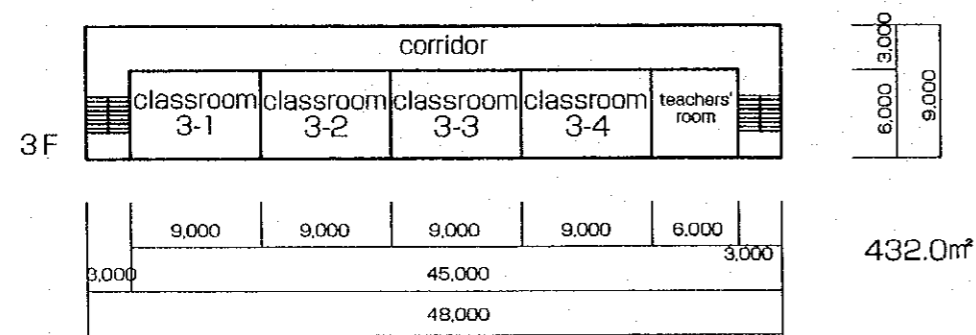 corridor
classroom 3-1
classroom 3-2
classroom 3-3
classroom 3-4
teachers' room
3F
3,000
6,000
9,000
9,000
9,000
9,000
9,000
6,000
3,000
3,000
45,000
48,000
432.0㎡